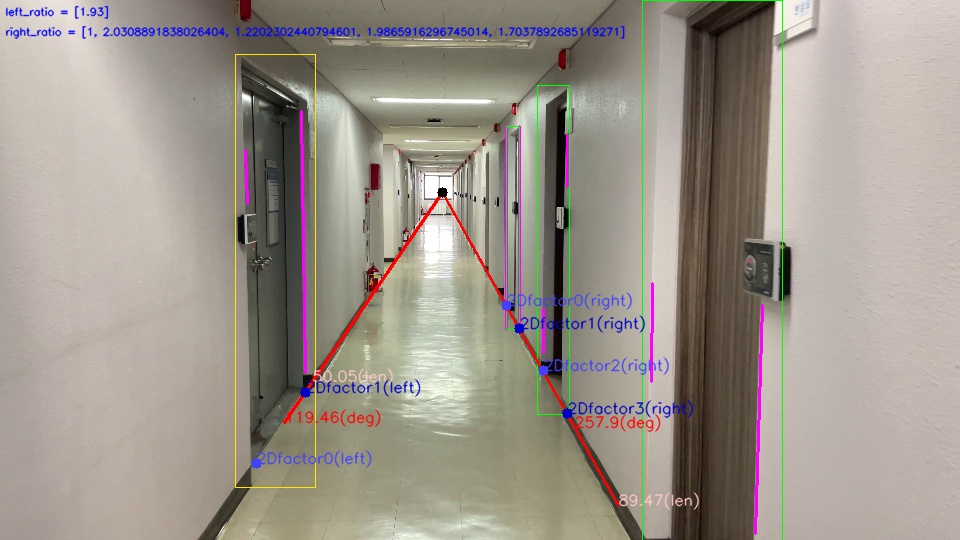 left_ratio = [1.93]
right_ratio = [1, 2.0308891838026404, 1.2202302440794601, 1.9865916296745014, 1.7037892685119271]
2Dfactor0(right)
2Dfactor1(right)
2Dfactor2(right)
50.05(len)
2Dfactor1(left)
2Dfactor3(right)
119.46(deg)
257.9(deg)
2Dfactor0(left)
89.47(len)